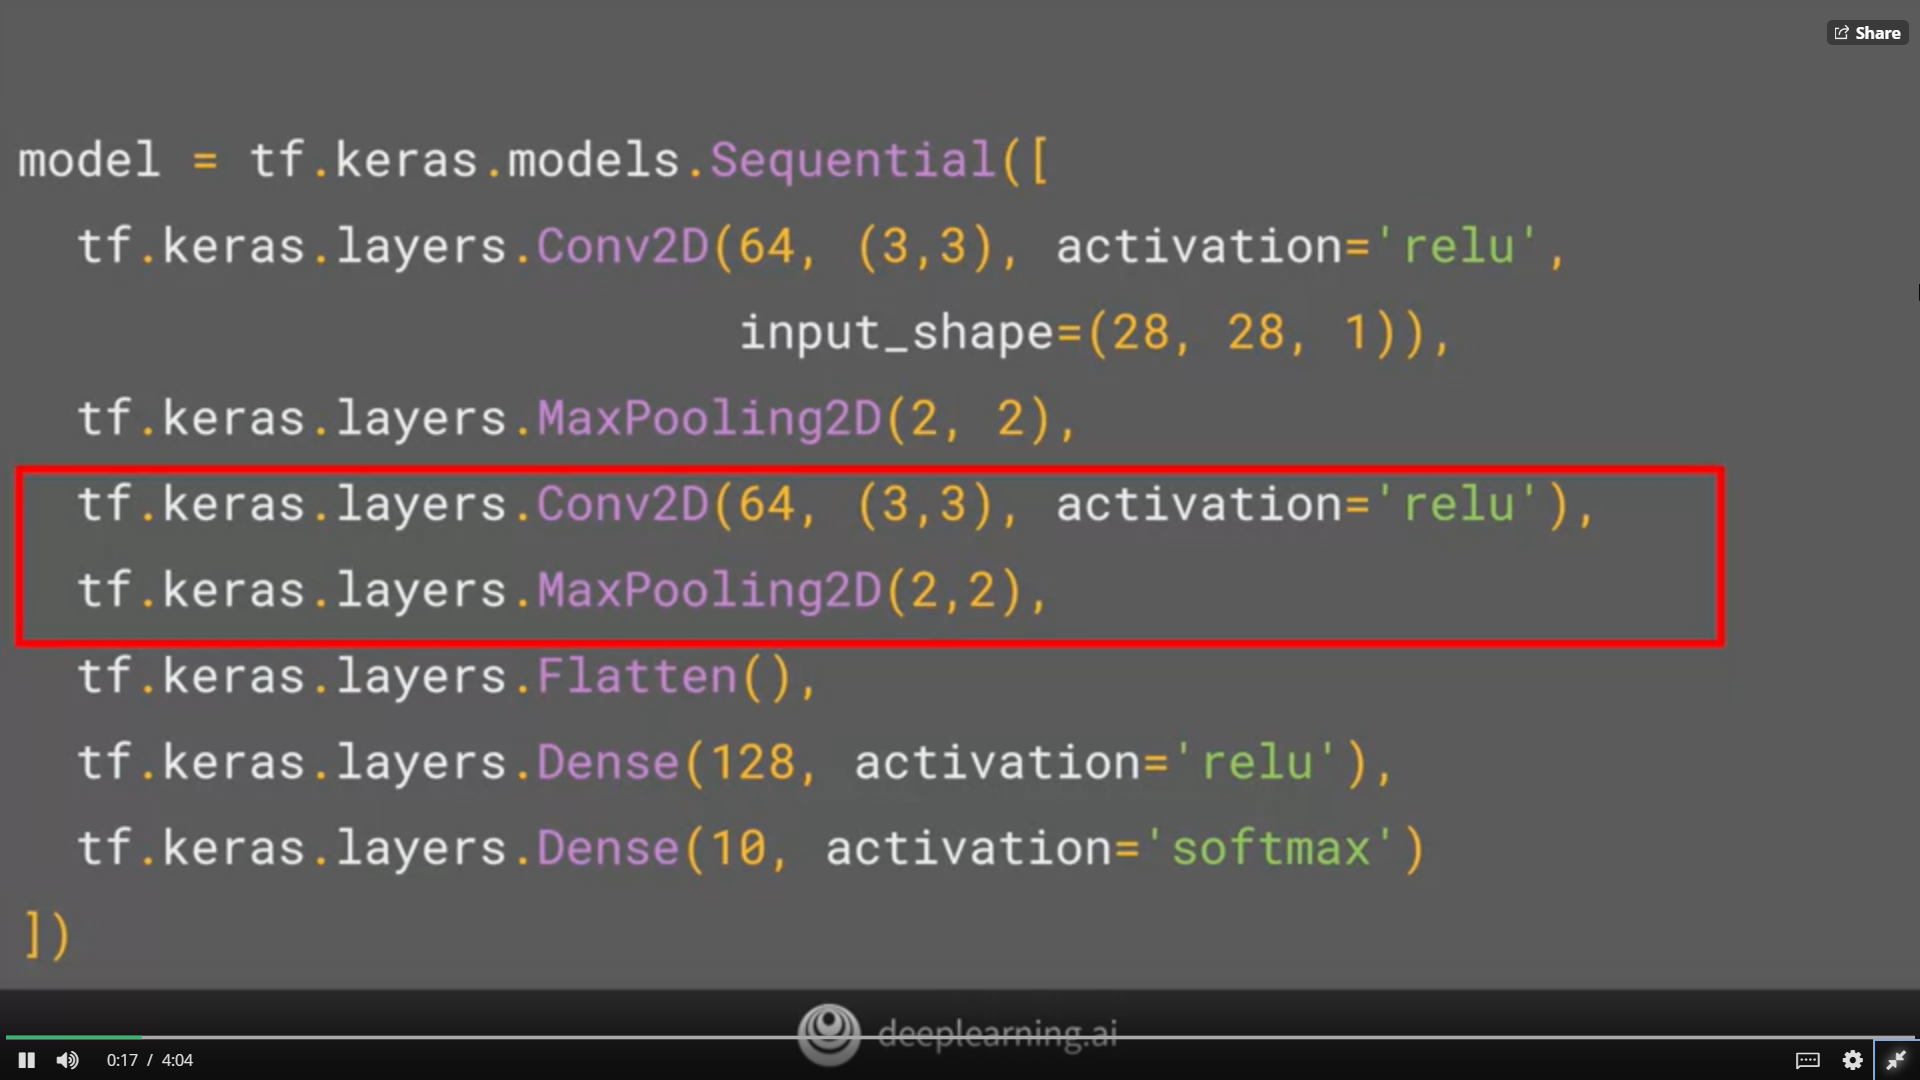 Share
model = tf.keras.models.Sequential([
tf.keras.layers.Conv2D(64, (3,3), activation='relu',
input_shape=(28, 28, 1)),
tf.keras.layers.MaxPooling2D(2, 2),
tf.keras.layers.Conv2D(64, (3,3), activation='relu'),
tf.keras.layers.MaxPooling2D(2,2),
tf.keras.layers.Flatten(),
tf.keras.layers.Dense(128, activation='relu'),
tf.keras.layers.Dense(10, activation='softmax')
])
deeplearning.ai
0:17 / 4:04